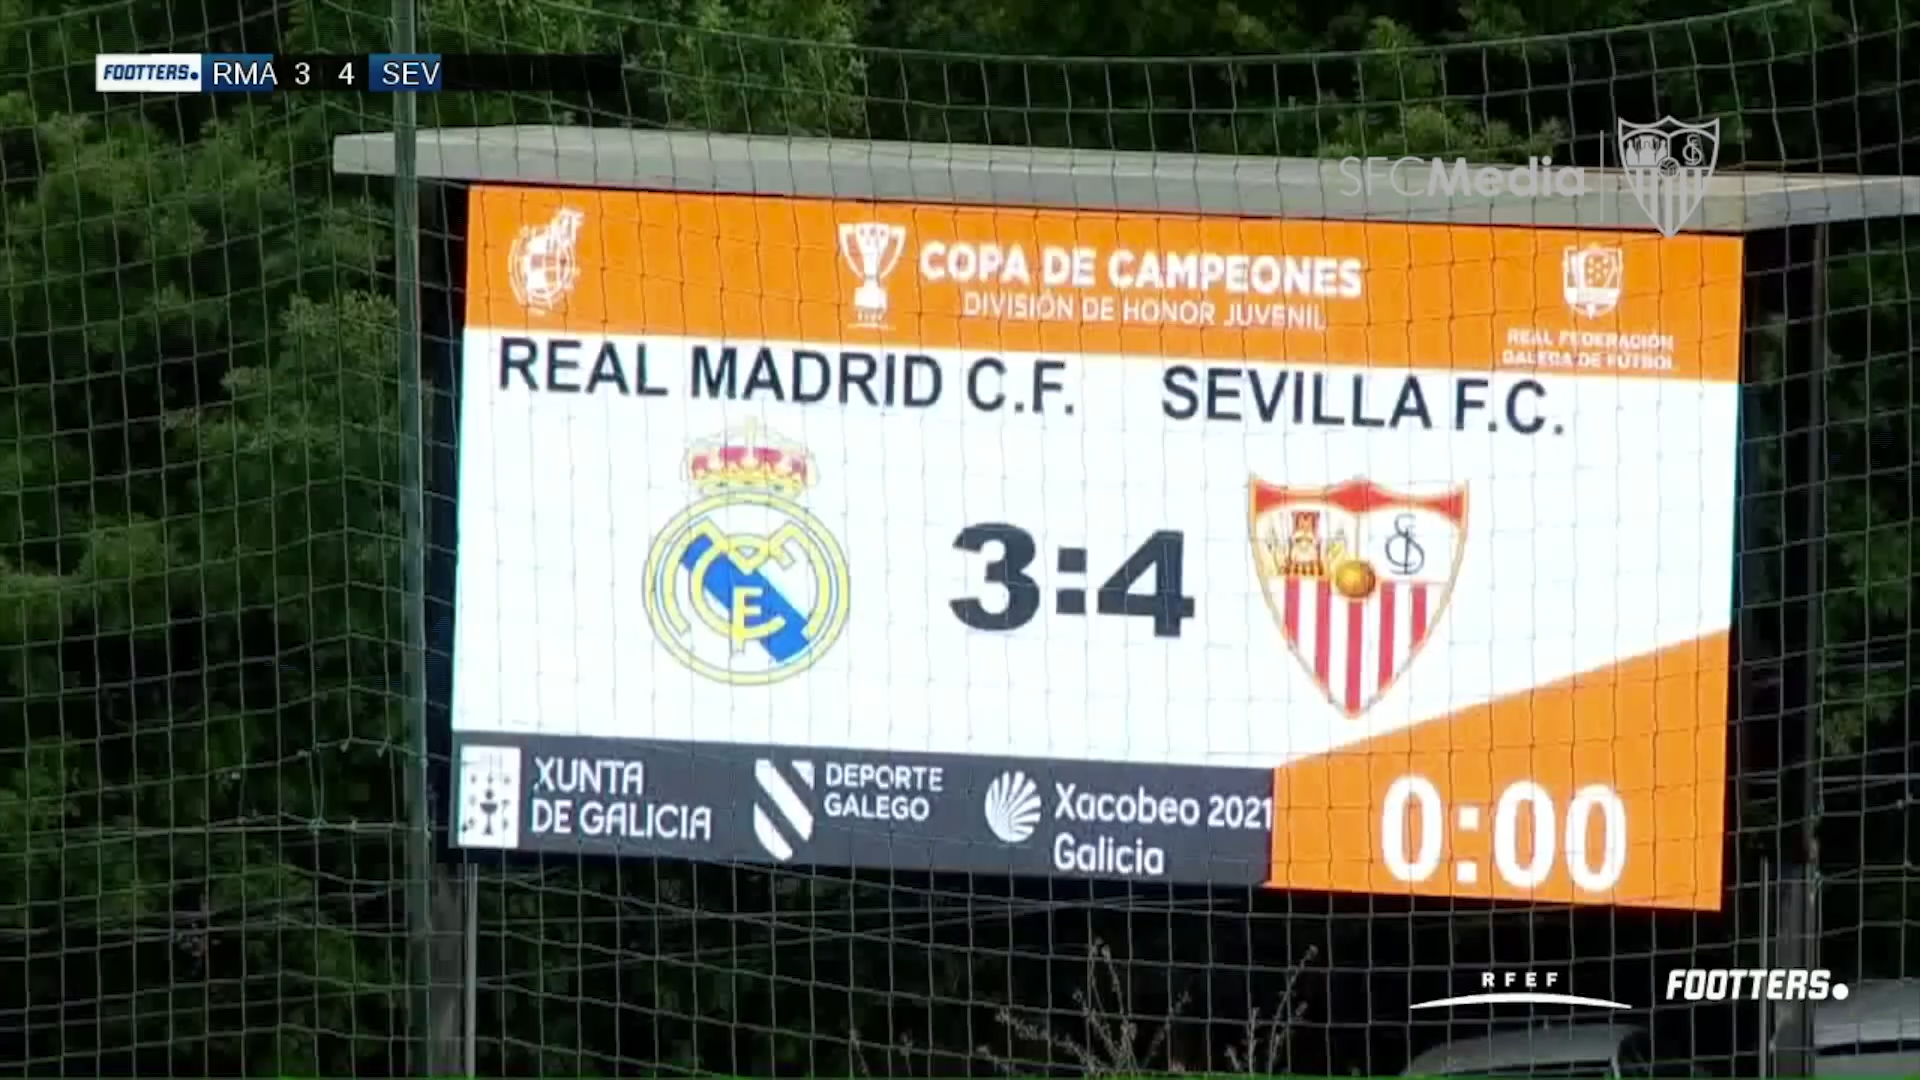 FOOTTERS. RMA 3 4 SEV
SFCMedia
COPA DE CAMPEONES
DIVISIÓN DE HONOR JUVENIL
REAL FEDERACIÓN
GALEGA DE FÚTBOL
REAL MADRID C.F. SEVILLA F.C.
3:4
XUNTA
DE GALICIA
DEPORTE
GALEGO
Xacobeo 2021
Galicia
0:00
RFEF
FOOTTERS.